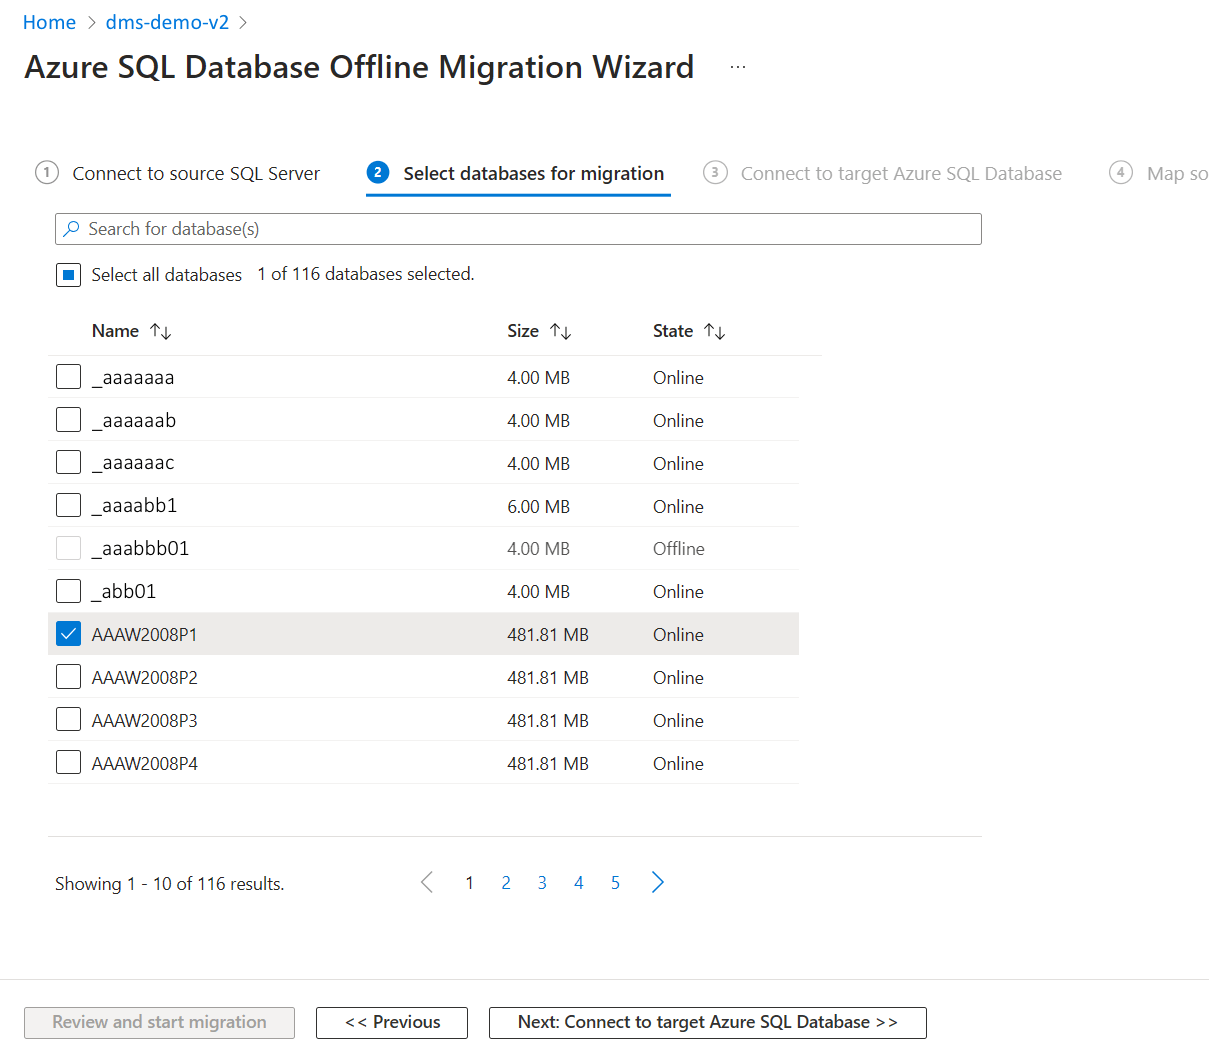 Home > dms-demo-v2 >
Azure SQL Database Offline Migration Wizard ...
1 Connect to source SQL Server 2 Select databases for migration 3 Connect to target Azure SQL Database 4 Map so
Search for database(s)
Select all databases 1 of 116 databases selected.
Name ↑↓ Size ↑↓ State ↑↓
_aaaaaaa 4.00 MB Online
_aaaaaab 4.00 MB Online
_aaaaaac 4.00 MB Online
_aaaabb1 6.00 MB Online
_aaabbb01 4.00 MB Offline
_abb01 4.00 MB Online
AAAW2008P1 481.81 MB Online
AAAW2008P2 481.81 MB Online
AAAW2008P3 481.81 MB Online
AAAW2008P4 481.81 MB Online
Showing 1 - 10 of 116 results. < 1 2 3 4 5 >
Review and start migration << Previous Next: Connect to target Azure SQL Database >>